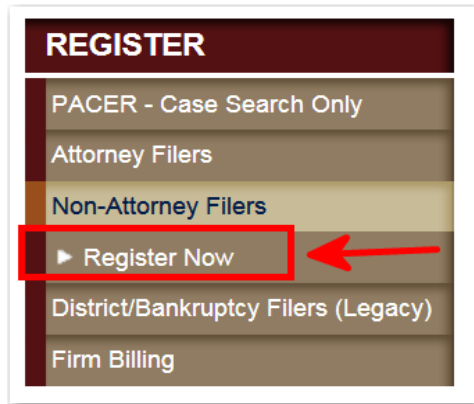 REGISTER
PACER - Case Search Only
Attorney Filers
Non-Attorney Filers
Register Now
District/Bankruptcy Filers (Legacy)
Firm Billing